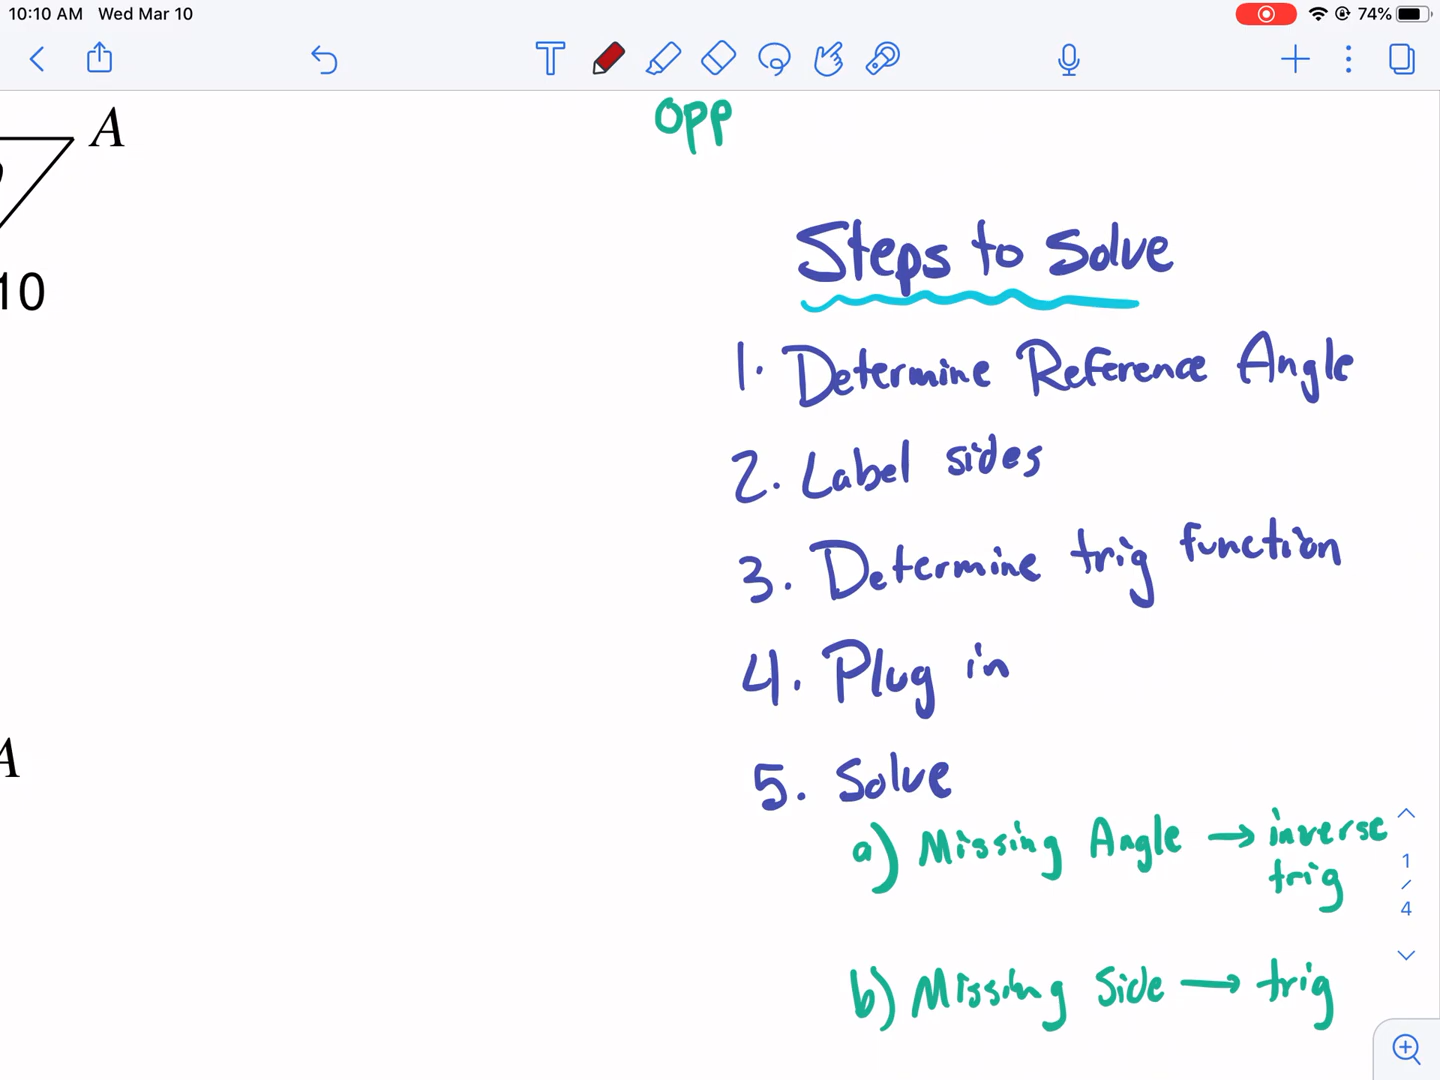 10:10 AM Wed Mar 10
74%
T
A
Opp
10
Steps to Solve
1. Determine Reference Angle
2. Label sides
3. Determine trig function
4. Plug in
A
5. Solve
a) Missing Angle → inverse
trig
1
/
4
b) Missing Side → trig